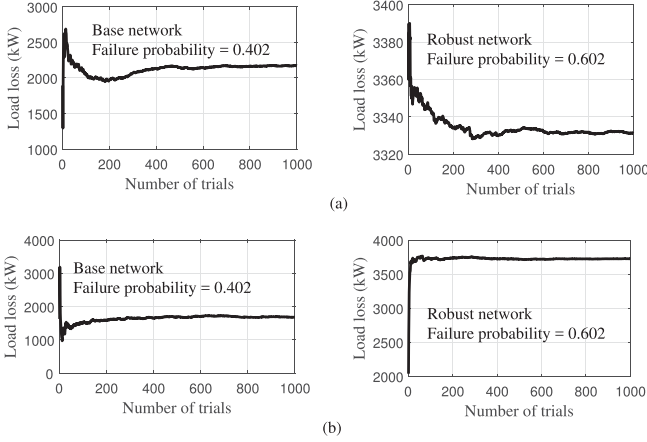 3000
2500
2000
1500
1000
Load loss (kW)
Base network
Failure probability = 0.402
0 200 400 600 800 1000
Number of trials
3400
3380
3360
3340
3320
Load loss (kW)
Robust network
Failure probability = 0.602
0 200 400 600 800 1000
Number of trials
(a)
4000
3000
2000
1000
0
Load loss (kW)
Base network
Failure probability = 0.402
0 200 400 600 800 1000
Number of trials
4000
3500
3000
2500
2000
Load loss (kW)
Robust network
Failure probability = 0.602
0 200 400 600 800 1000
Number of trials
(b)